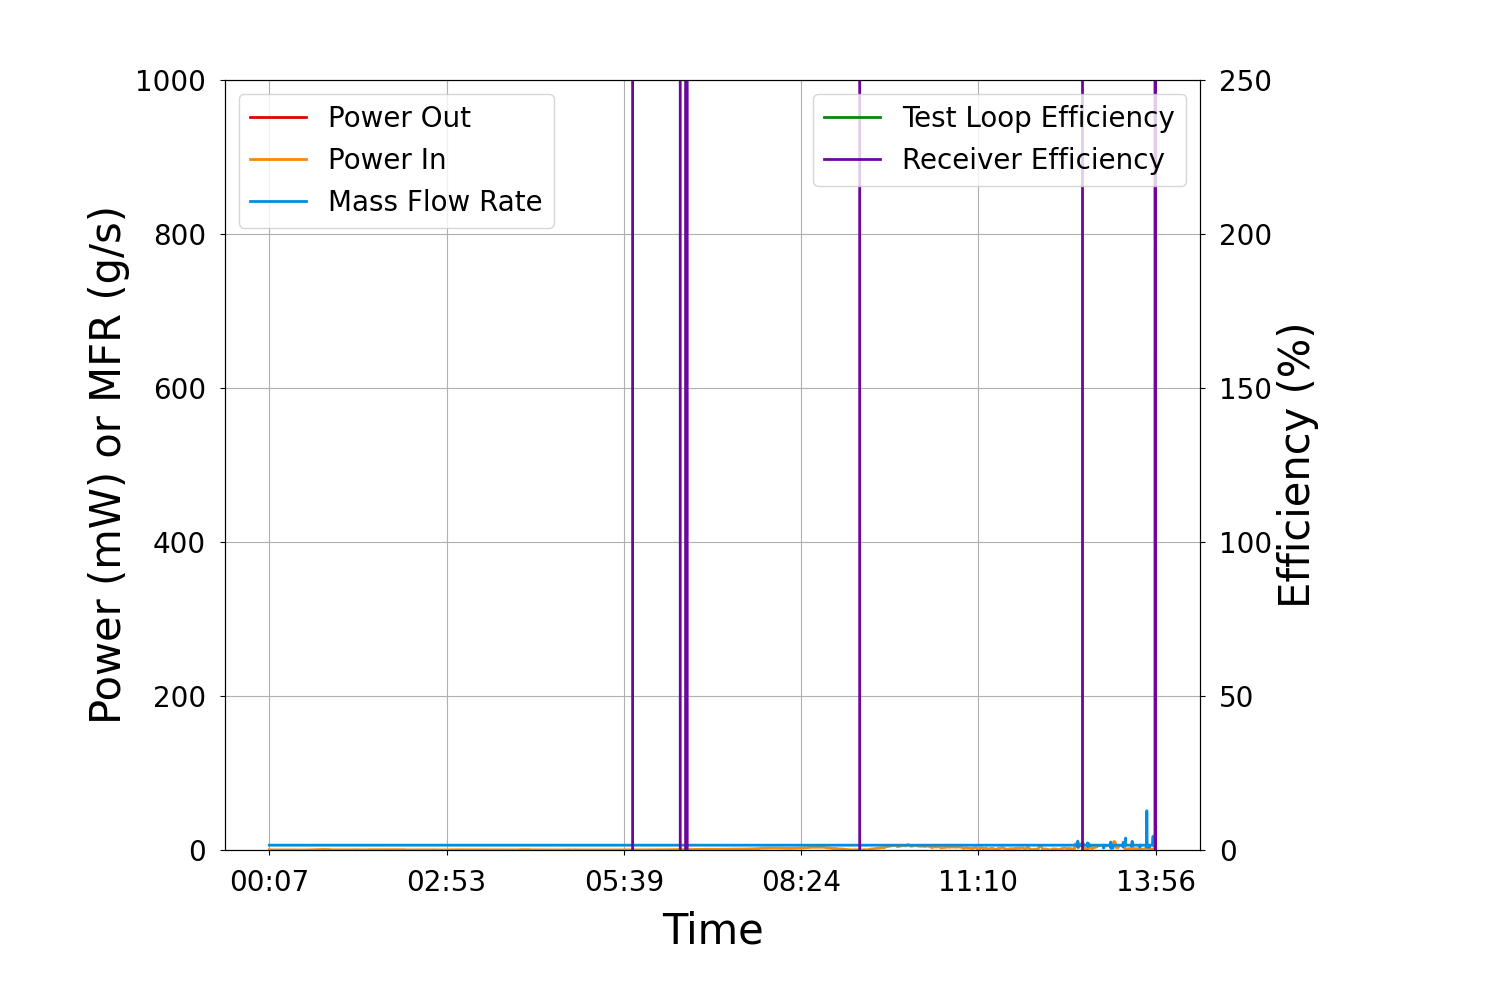 1000
800
600
400
200
0
Power (mW) or MFR (g/s)
Power Out
Power In
Mass Flow Rate
Test Loop Efficiency
Receiver Efficiency
250
200
150
100
50
0
Efficiency (%)
00:07 02:53 05:39 08:24 11:10 13:56
Time